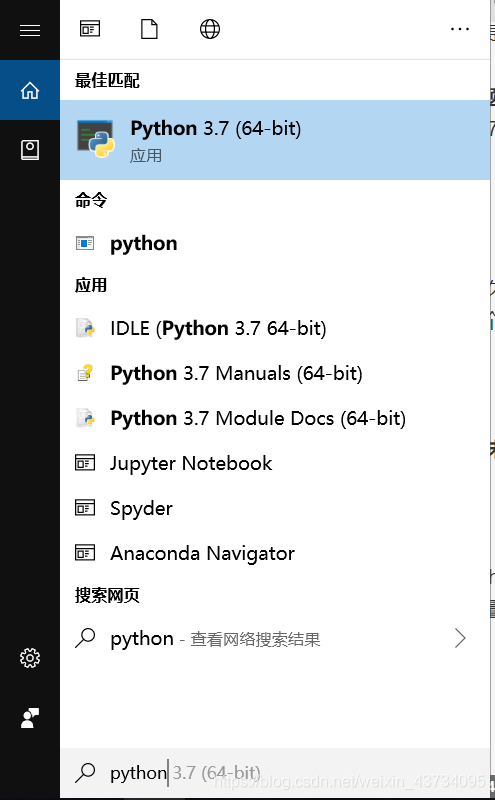 最佳匹配
Python 3.7 (64-bit)
应用
命令
python
应用
IDLE (Python 3.7 64-bit)
Python 3.7 Manuals (64-bit)
Python 3.7 Module Docs (64-bit)
Jupyter Notebook
Spyder
Anaconda Navigator
搜索网页
python - 查看网络搜索结果
python 3.7 (64-bit)
https://blog.csdn.net/weixin_43734095